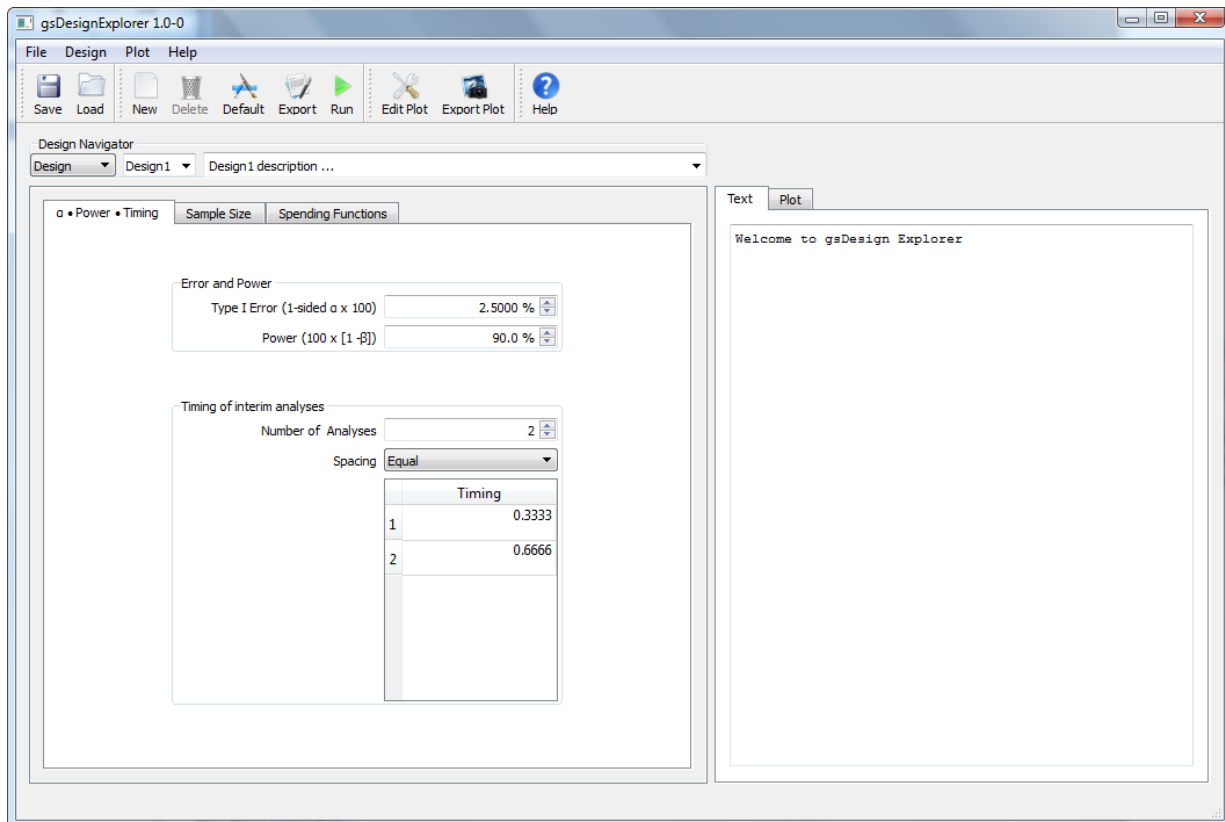 gsDesignExplorer 1.0-0
File Design Plot Help
Save Load New Delete Default Export Run Edit Plot Export Plot Help
Design Navigator
Design Design1 Design1 description ...
α • Power • Timing Sample Size Spending Functions
Text Plot
Welcome to gsDesign Explorer
Error and Power
Type I Error (1-sided α x 100) 2.5000 %
Power (100 x [1 -β]) 90.0 %
Timing of interim analyses
Number of Analyses 2
Spacing Equal
Timing
1 0.3333
2 0.6666